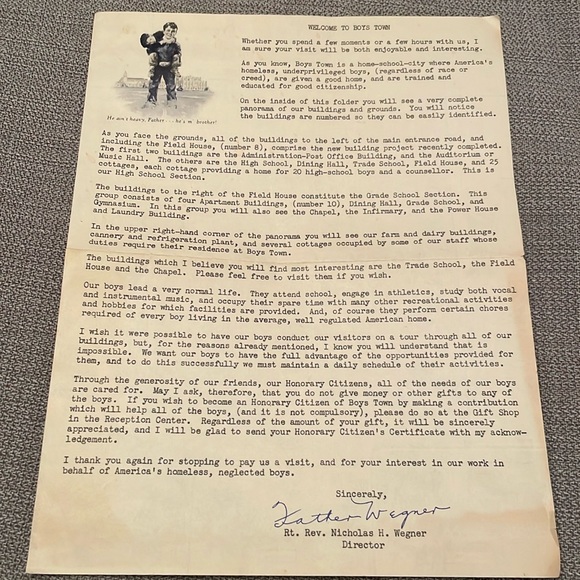 WELCOME TO BOYS TOWN
Whether you spend a few moments or a few hours with us, I
am sure your visit will be both enjoyable and interesting.
As you know, Boys Town is a home-school-city where America's
homeless, underprivileged boys, (regardless of race or
creed), are given a good home, and are trained and
educated for good citizenship.
On the inside of this folder you will see a very complete
panorama of our buildings and grounds. You will notice
the buildings are numbered so they can be easily identified.
He ain't heavy, Father . . . he's m' brother!
As you face the grounds, all of the buildings to the left of the main entrance road, and
including the Field House, (number 8), comprise the new building project recently completed.
The first two buildings are the Administration-Post Office Building, and the Auditorium or
Music Hall. The others are the High School, Dining Hall, Trade School, Field House, and 25
cottages, each cottage providing a home for 20 high-school boys and a counsellor. This is
our High School Section.
The buildings to the right of the Field House constitute the Grade School Section. This
group consists of four Apartment Buildings, (number 10), Dining Hall, Grade School, and
Gymnasium. In this group you will also see the Chapel, the Infirmary, and the Power House
and Laundry Building.
In the upper right-hand corner of the panorama you will see our farm and dairy buildings,
cannery and refrigeration plant, and several cottages occupied by some of our staff whose
duties require their residence at Boys Town.
The buildings which I believe you will find most interesting are the Trade School, the Field
House and the Chapel. Please feel free to visit them if you wish.
Our boys lead a very normal life. They attend school, engage in athletics, study both vocal
and instrumental music, and occupy their spare time with many other recreational activities
and hobbies for which facilities are provided. And, of course they perform certain chores
required of every boy living in the average, well regulated American home.
I wish it were possible to have our boys conduct our visitors on a tour through all of our
buildings, but, for the reasons already mentioned, I know you will understand that is
impossible. We want our boys to have the full advantage of the opportunities provided for
them, and to do this successfully we must maintain a daily schedule of their activities.
Through the generosity of our friends, our Honorary Citizens, all of the needs of our boys
are cared for. May I ask, therefore, that you do not give money or other gifts to any of
the boys. If you wish to become an Honorary Citizen of Boys Town by making a contribution
which will help all of the boys, (and it is not compulsory), please do so at the Gift Shop
in the Reception Center. Regardless of the amount of your gift, it will be sincerely
appreciated, and I will be glad to send your Honorary Citizen's Certificate with my acknow-
ledgement.
I thank you again for stopping to pay us a visit, and for your interest in our work in
behalf of America's homeless, neglected boys.
Sincerely,
Father Wegner
Rt. Rev. Nicholas H. Wegner
Director